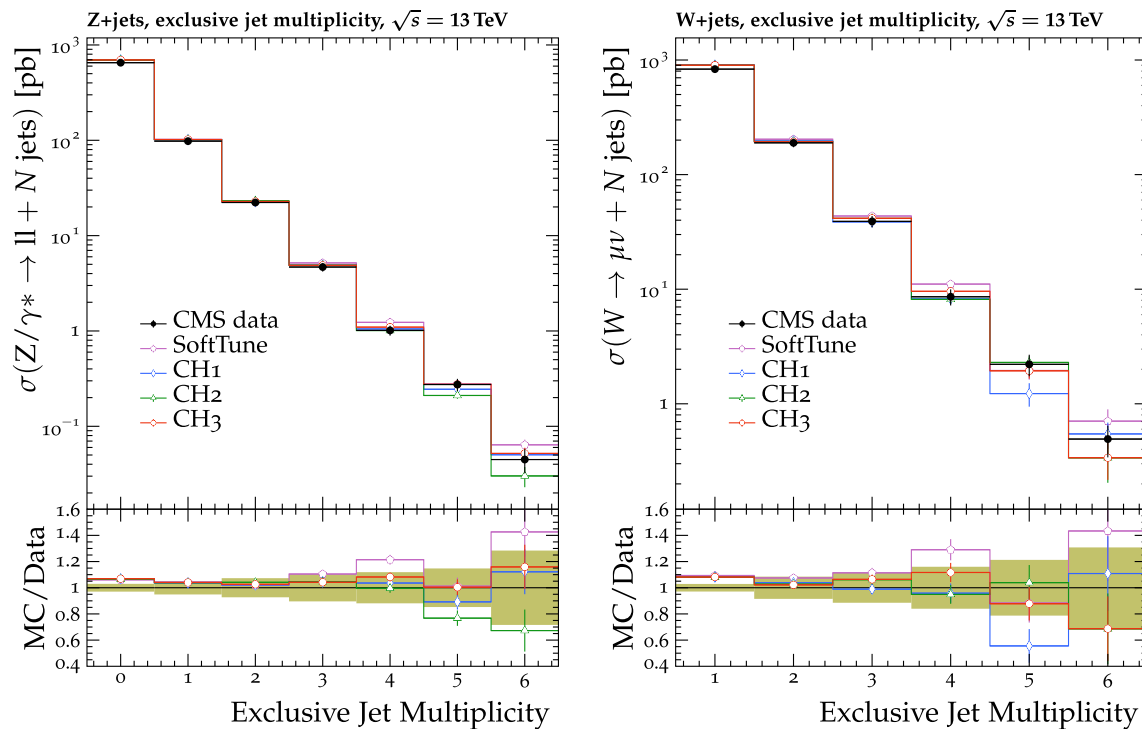 Z+jets, exclusive jet multiplicity, √s = 13 TeV
σ(Z/γ* → ll + N jets) [pb]
10³
10²
10¹
1
10⁻¹
CMS data
SoftTune
CH1
CH2
CH3
MC/Data
1.6
1.4
1.2
1.0
0.8
0.6
0.4
0 1 2 3 4 5 6
Exclusive Jet Multiplicity
W+jets, exclusive jet multiplicity, √s = 13 TeV
σ(W → μν + N jets) [pb]
10³
10²
10¹
1
CMS data
SoftTune
CH1
CH2
CH3
MC/Data
1.6
1.4
1.2
1.0
0.8
0.6
0.4
1 2 3 4 5 6
Exclusive Jet Multiplicity